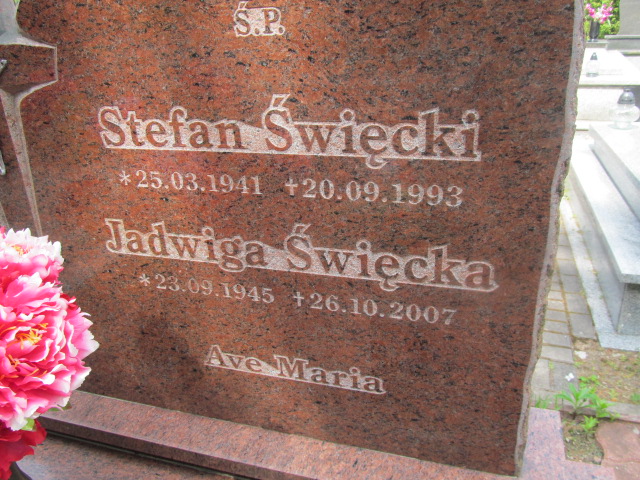 Ś.P.
Stefan Święcki
*25.03.1941 +20.09.1993
Jadwiga Święcka
*23.09.1945 +26.10.2007
Ave Maria